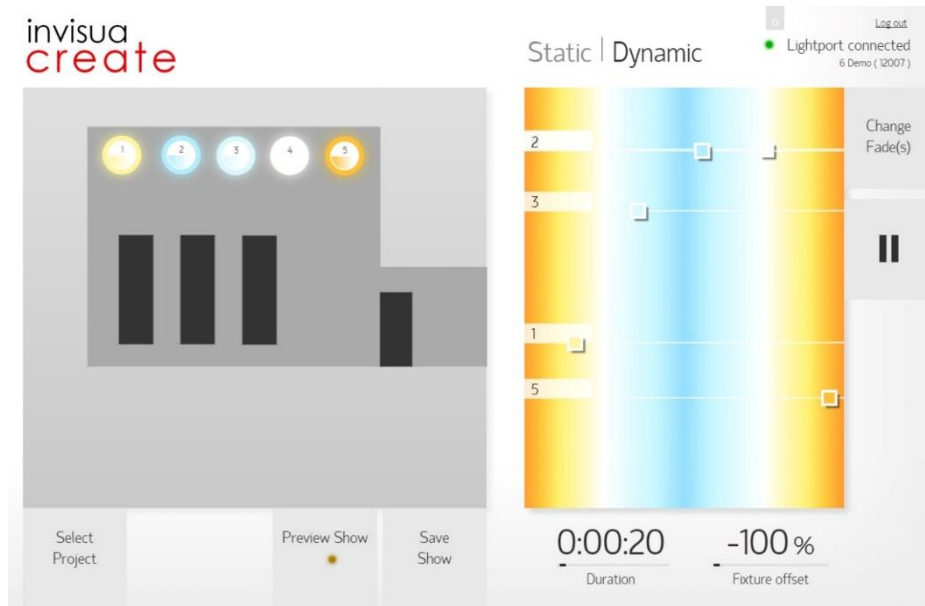 invisua
create
Static | Dynamic
0
Log out
Lightport connected
6 Demo ( 12007 )
1
2
3
4
5
2
3
1
5
Change
Fade(s)
Select
Project
Preview Show
Save
Show
0:00:20
Duration
-100 %
Fixture offset